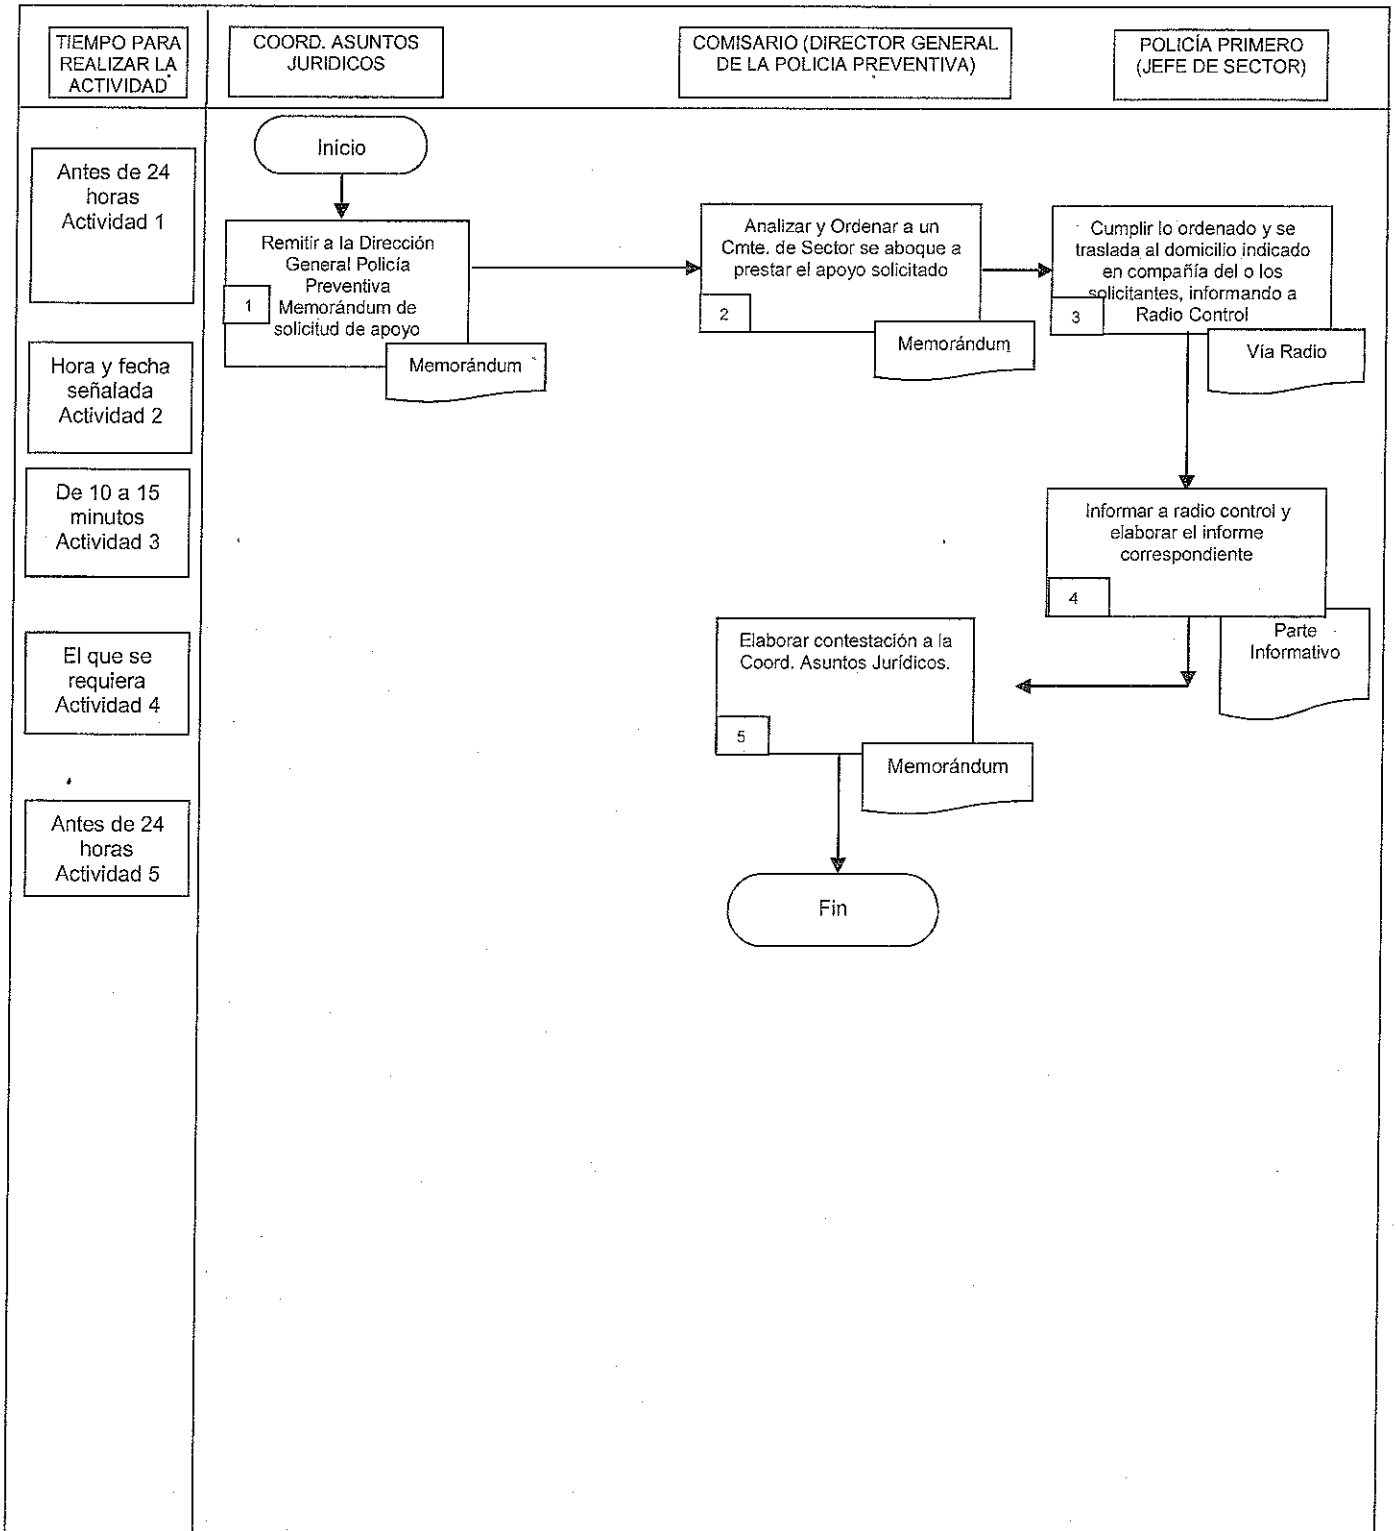 TIEMPO PARA
REALIZAR LA
ACTIVIDAD
COORD. ASUNTOS
JURIDICOS
COMISARIO (DIRECTOR GENERAL
DE LA POLICIA PREVENTIVA)
POLICÍA PRIMERO
(JEFE DE SECTOR)
Antes de 24
horas
Actividad 1
Hora y fecha
señalada
Actividad 2
De 10 a 15
minutos
Actividad 3
El que se
requiera
Actividad 4
Antes de 24
horas
Actividad 5
Inicio
Remitir a la Dirección
General Policía
Preventiva
Memorándum de
solicitud de apoyo
1
Memorándum
Analizar y Ordenar a un
Cmte. de Sector se aboque a
prestar el apoyo solicitado
2
Memorándum
Cumplir lo ordenado y se
traslada al domicilio indicado
en compañía del o los
solicitantes, informando a
Radio Control
3
Vía Radio
Informar a radio control y
elaborar el informe
correspondiente
4
Parte
Informativo
Elaborar contestación a la
Coord. Asuntos Jurídicos.
5
Memorándum
Fin